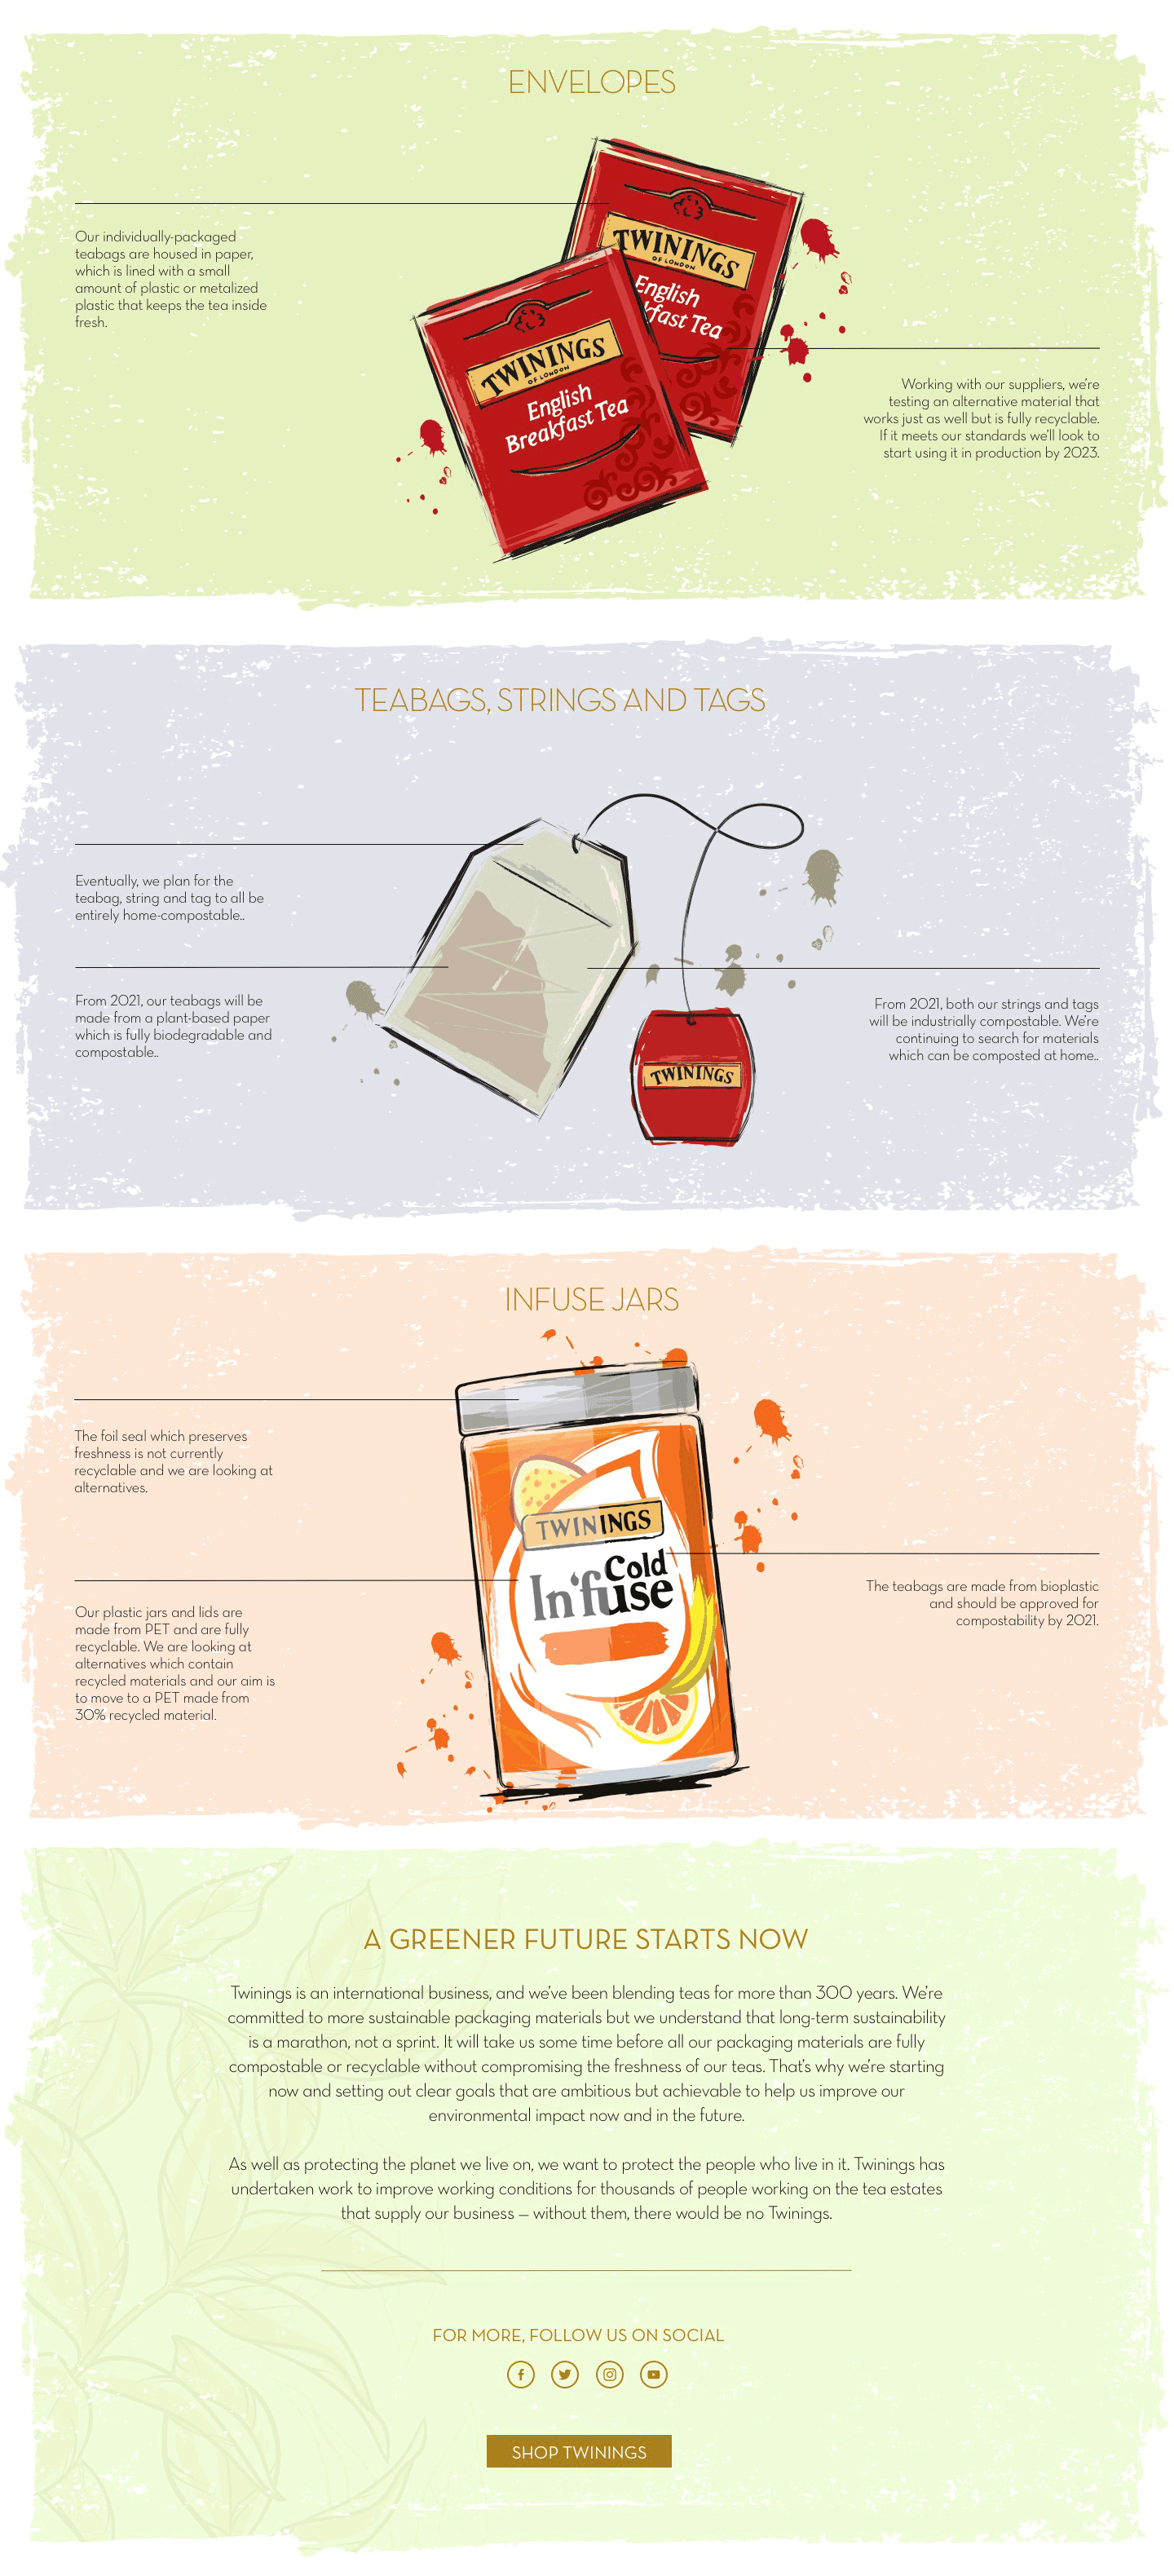 ENVELOPES
TWININGS
OF LONDON
English
kfast Tea
Our individually-packaged
teabags are housed in paper,
which is lined with a small
amount of plastic or metalized
plastic that keeps the tea inside
fresh.
TWININGS
OF LONDON
English
Breakfast Tea
Working with our suppliers, we're
testing an alternative material that
works just as well but is fully recyclable.
If it meets our standards we'll look to
start using it in production by 2023.
TEABAGS, STRINGS AND TAGS
Eventually, we plan for the
teabag, string and tag to all be
entirely home-compostable..
From 2021, our teabags will be
made from a plant-based paper
which is fully biodegradable and
compostable..
From 2021, both our strings and tags
will be industrially compostable. We're
continuing to search for materials
which can be composted at home..
TWININGS
INFUSE JARS
The foil seal which preserves
freshness is not currently
recyclable and we are looking at
alternatives.
TWININGS
Cold
In'fuse
The teabags are made from bioplastic
and should be approved for
compostability by 2021.
Our plastic jars and lids are
made from PET and are fully
recyclable. We are looking at
alternatives which contain
recycled materials and our aim is
to move to a PET made from
30% recycled material.
A GREENER FUTURE STARTS NOW
Twinings is an international business, and we've been blending teas for more than 300 years. We're
committed to more sustainable packaging materials but we understand that long-term sustainability
is a marathon, not a sprint. It will take us some time before all our packaging materials are fully
compostable or recyclable without compromising the freshness of our teas. That's why we're starting
now and setting out clear goals that are ambitious but achievable to help us improve our
environmental impact now and in the future.
As well as protecting the planet we live on, we want to protect the people who live in it. Twinings has
undertaken work to improve working conditions for thousands of people working on the tea estates
that supply our business – without them, there would be no Twinings.
FOR MORE, FOLLOW US ON SOCIAL
SHOP TWININGS